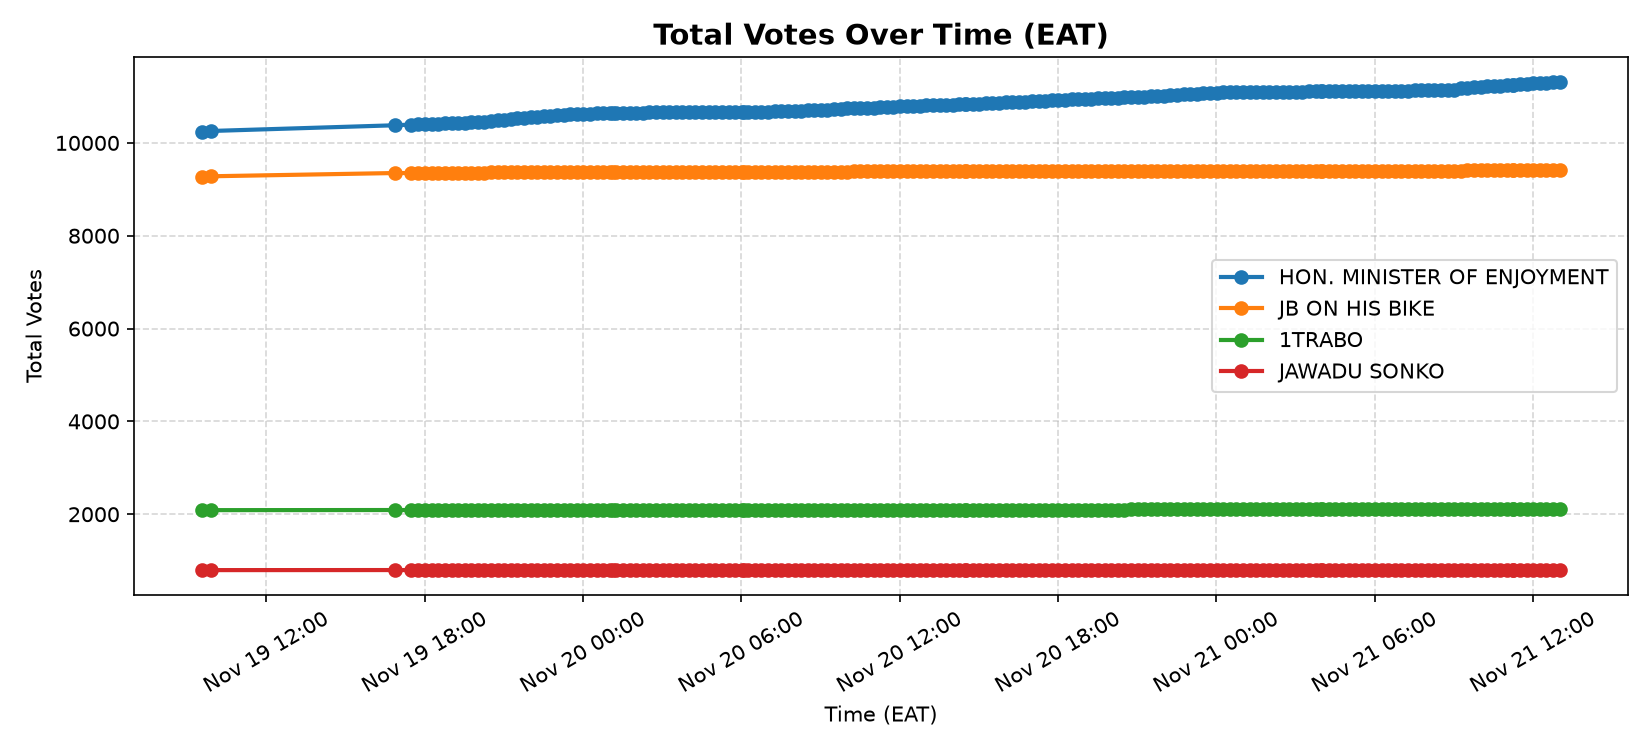 Total Votes Over Time (EAT)
Total Votes
10000
8000
6000
4000
2000
HON. MINISTER OF ENJOYMENT
JB ON HIS BIKE
1TRABO
JAWADU SONKO
Nov 19 12:00
Nov 19 18:00
Nov 20 00:00
Nov 20 06:00
Nov 20 12:00
Nov 20 18:00
Nov 21 00:00
Nov 21 06:00
Nov 21 12:00
Time (EAT)